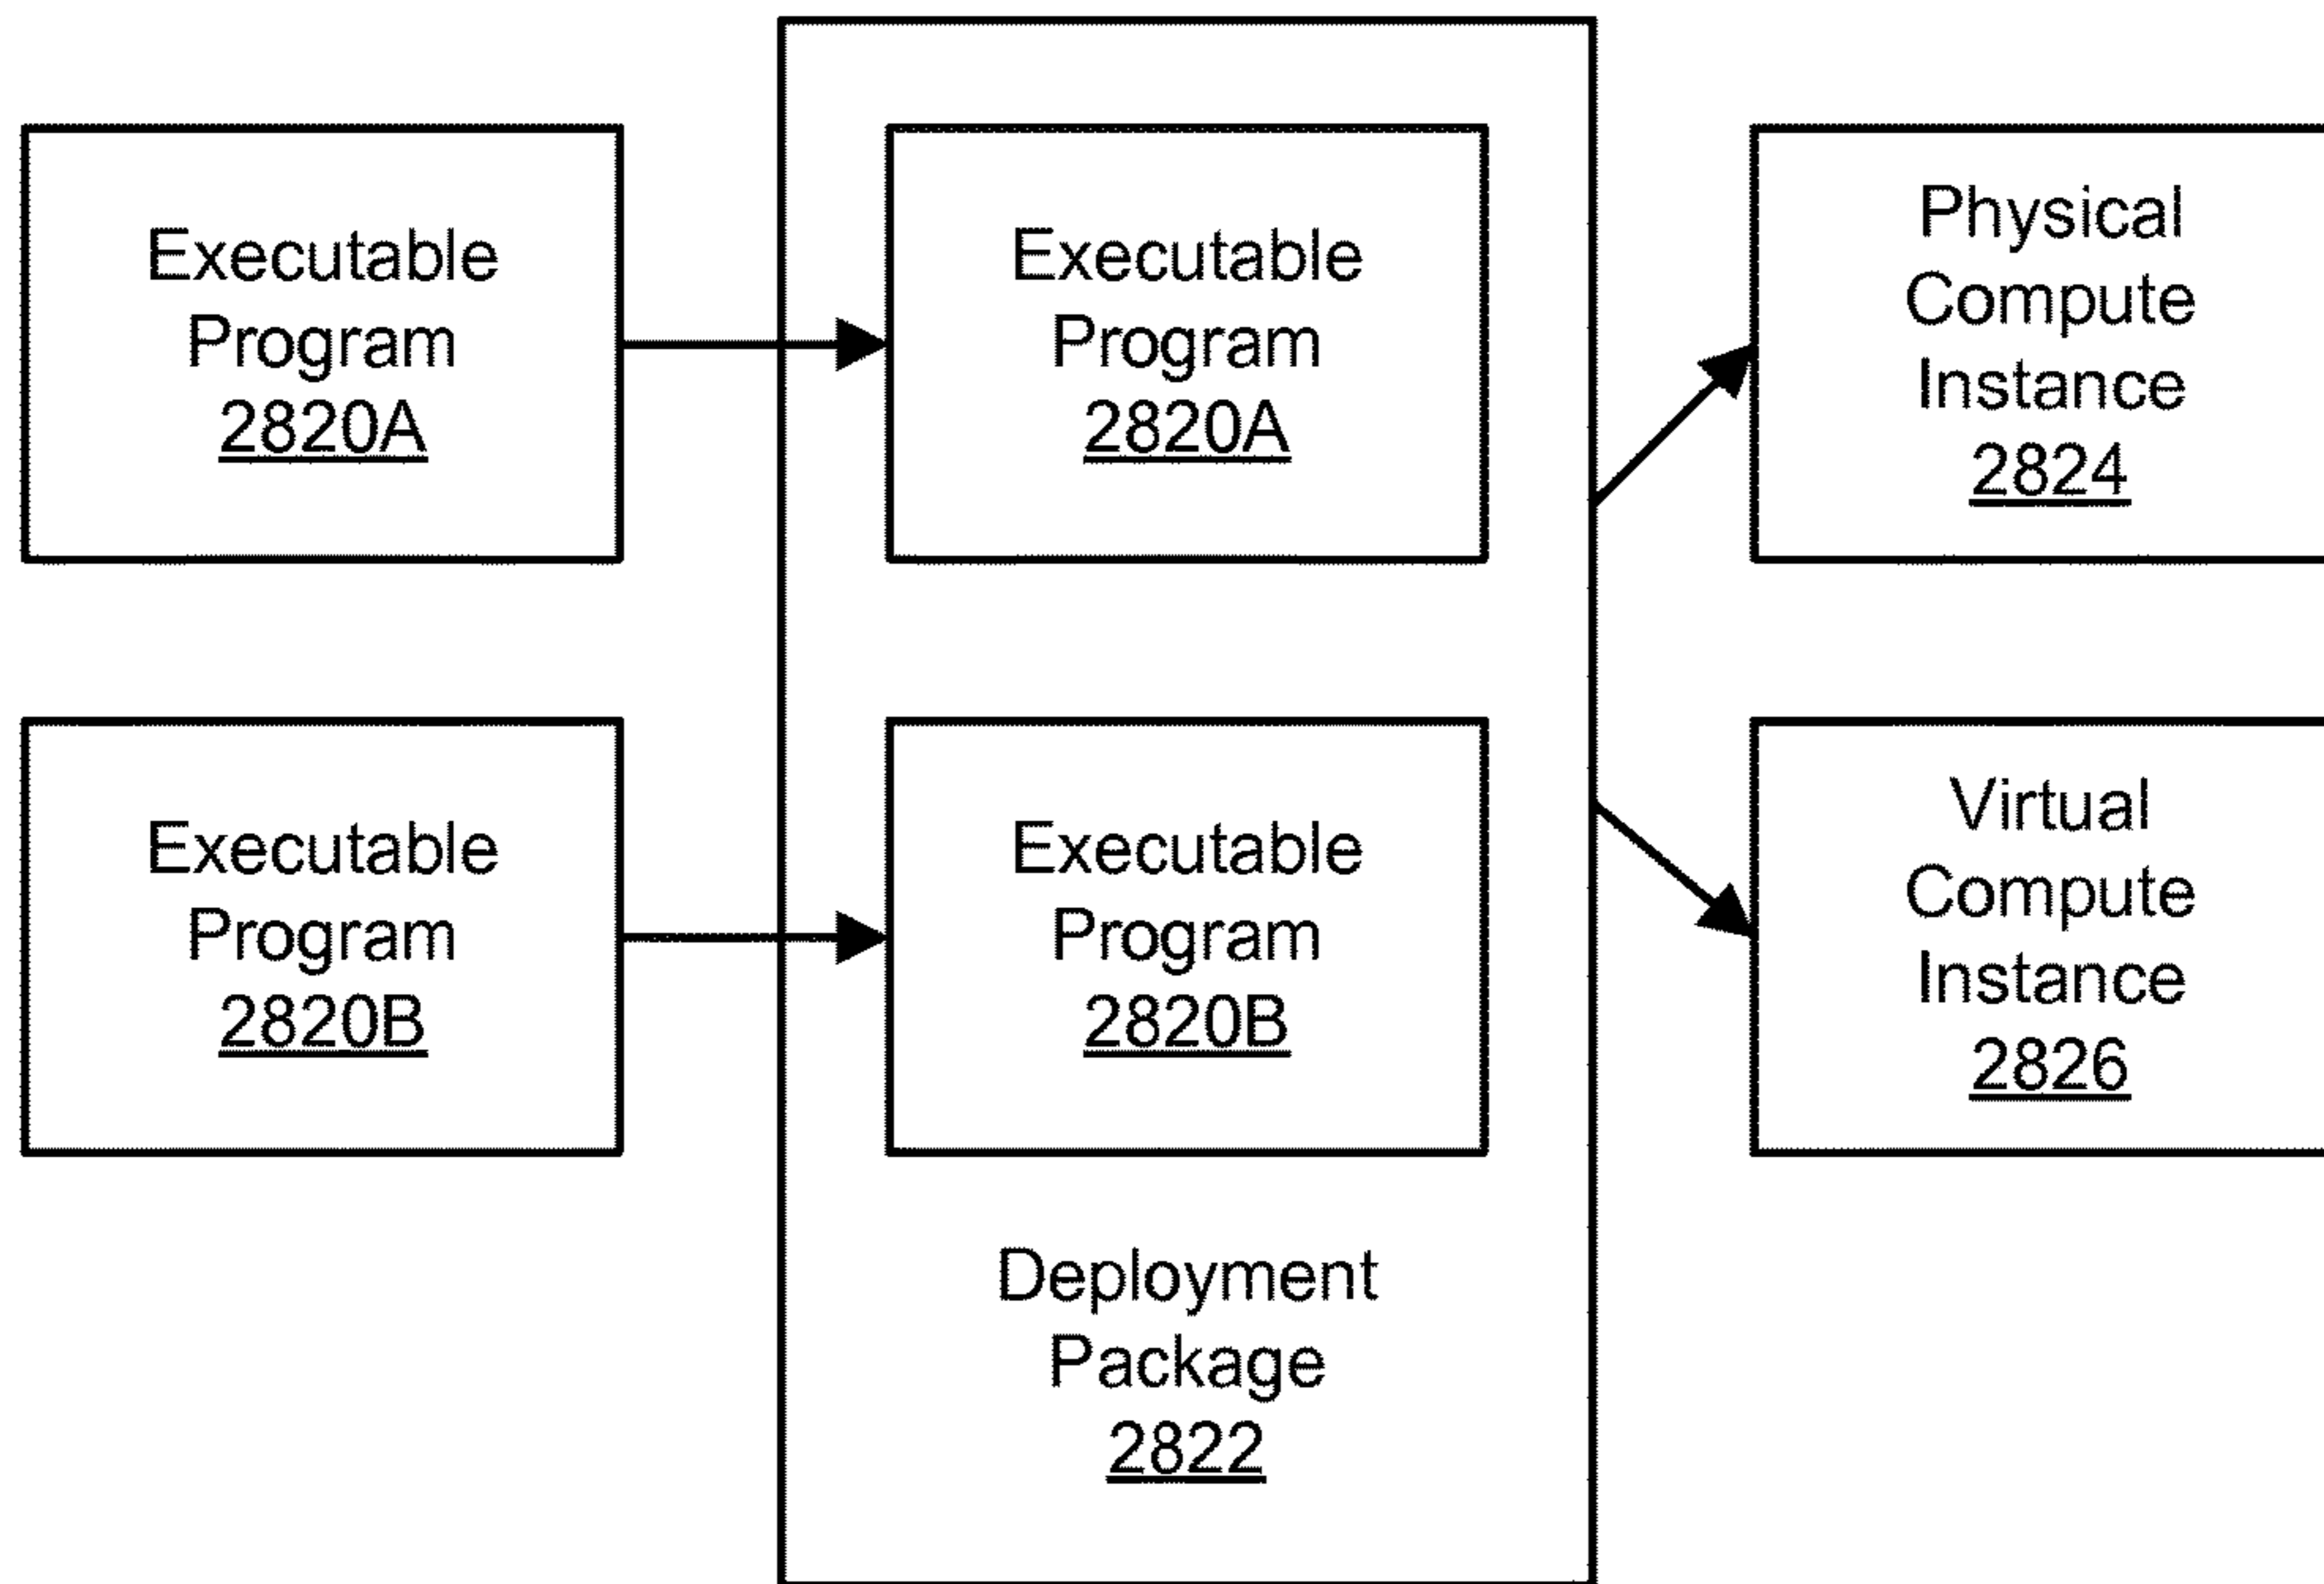 Executable
Program
2820A
Executable
Program
2820A
Physical
Compute
Instance
2824
Executable
Program
2820B
Executable
Program
2820B
Virtual
Compute
Instance
2826
Deployment
Package
2822